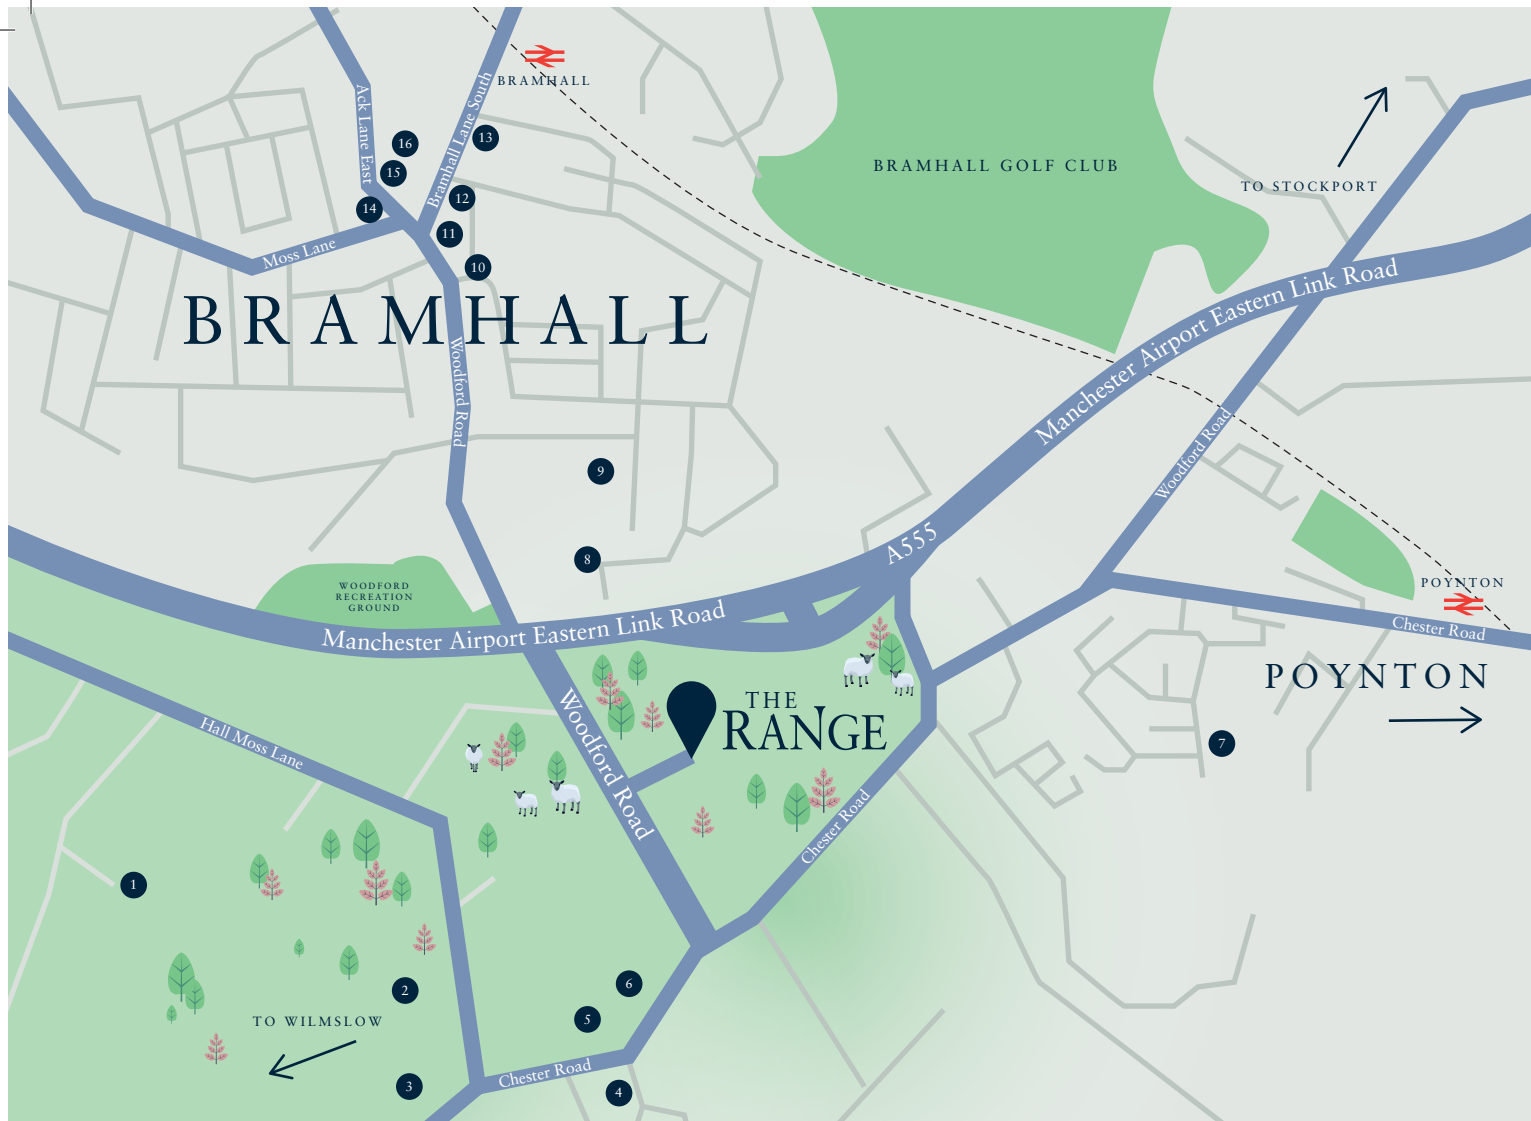 BRAMHALL
Ack Lane East
Bramhall Lane South
16
13
15
14
12
11
10
Moss Lane
BRAMHALL GOLF CLUB
TO STOCKPORT
BRAMHALL
Woodford Road
Manchester Airport Eastern Link Road
Woodford Road
9
8
A555
WOODFORD
RECREATION
GROUND
Manchester Airport Eastern Link Road
POYNTON
Chester Road
POYNTON
7
Hall Moss Lane
Woodford Road
THE
RANGE
Chester Road
1
2
6
5
TO WILMSLOW
3
Chester Road
4